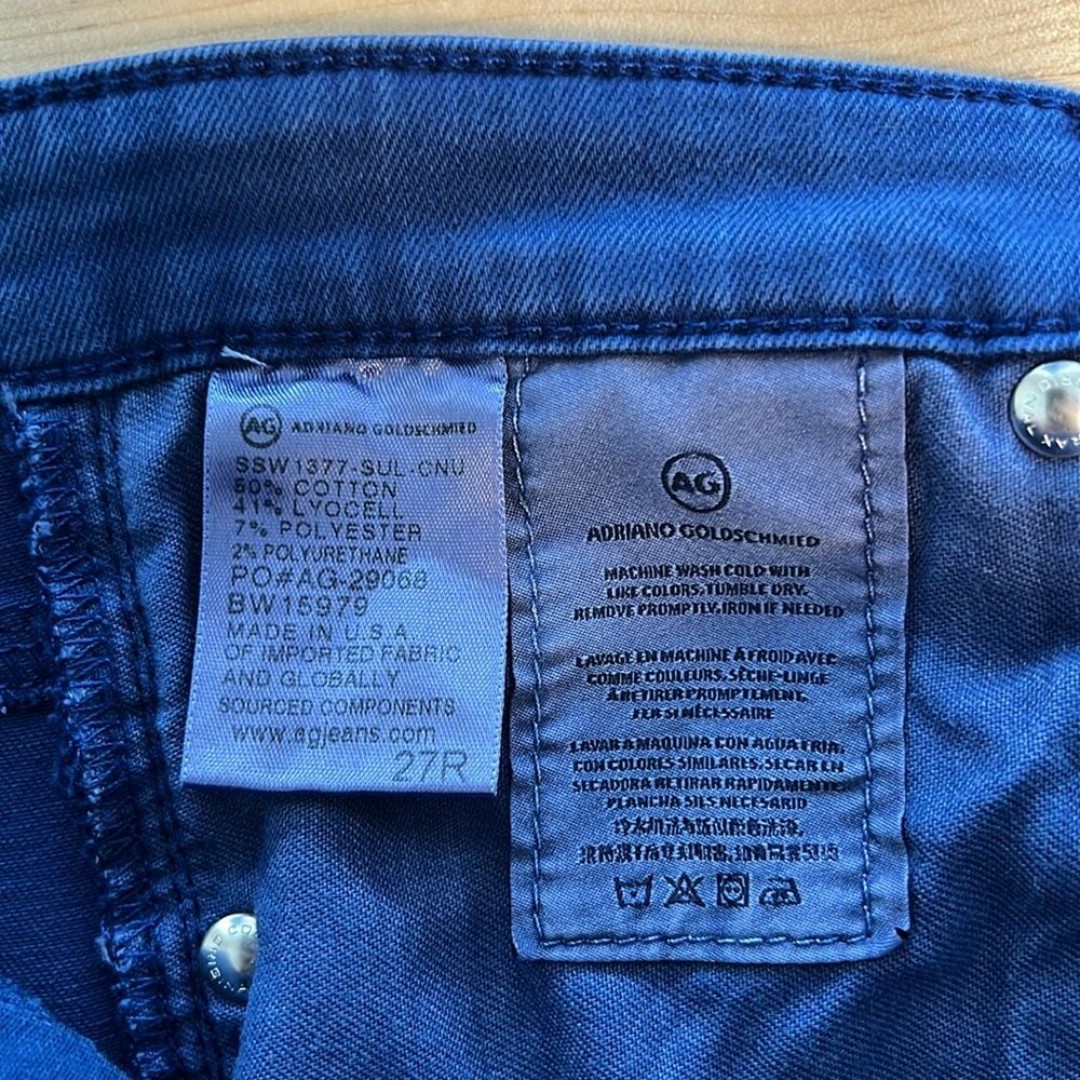 AG ADRIANO GOLDSCHMIED
SSW1377-SUL-CNU
50% COTTON
41% LYOCELL
7% POLYESTER
2% POLYURETHANE
PO#AG-29068
BW15979
MADE IN U.S.A.
OF IMPORTED FABRIC
AND GLOBALLY
SOURCED COMPONENTS
www.agjeans.com
27R
AG
ADRIANO GOLDSCHMIED
MACHINE WASH COLD WITH
LIKE COLORS, TUMBLE DRY.
REMOVE PROMPTLY, IRON IF NEEDED
LAVAGE EN MACHINE À FROID AVEC
COMME COULEURS, SÈCHE-LINGE
À RETIRER PROMPTEMENT.
FER SI NÉCESSAIRE
LAVAR A MAQUINA CON AGUA FRIA,
CON COLORES SIMILARES, SECAR EN
SECADORA RETIRAR RAPIDAMENTE
PLANCHA SIES NECESARIO